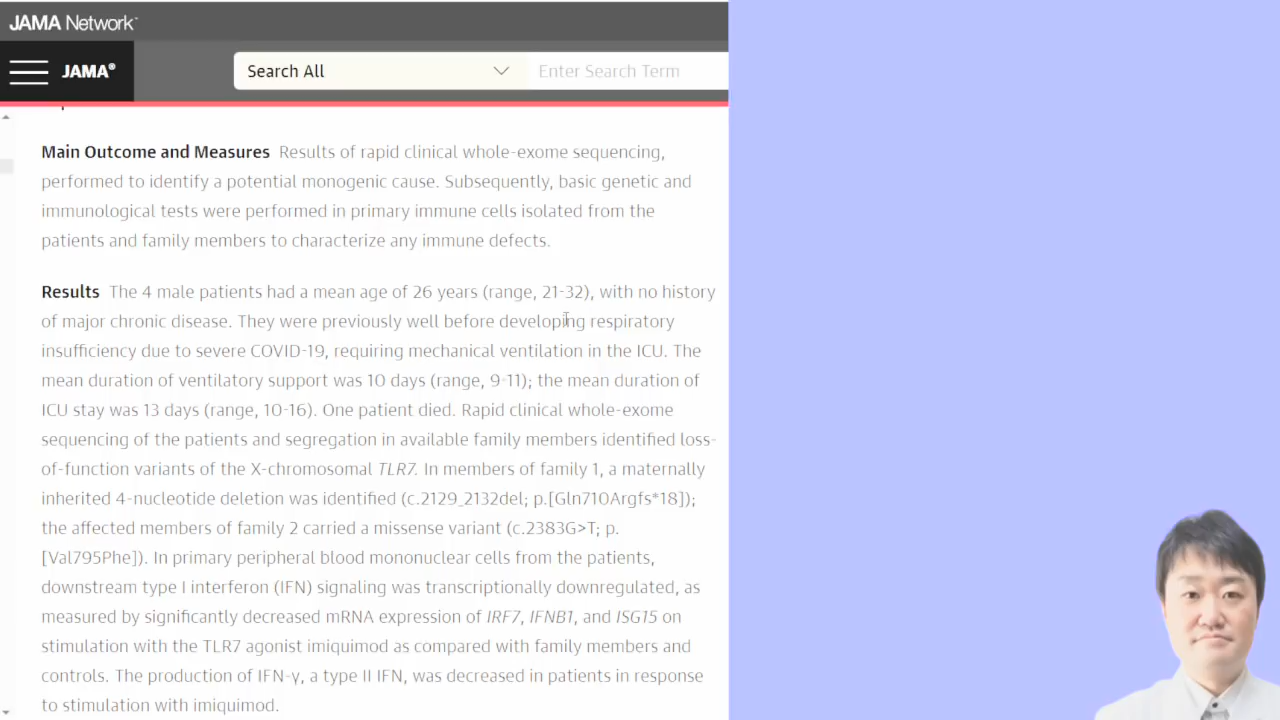 JAMA Network
JAMA®
Search All
Enter Search Term
Main Outcome and Measures Results of rapid clinical whole-exome sequencing,
performed to identify a potential monogenic cause. Subsequently, basic genetic and
immunological tests were performed in primary immune cells isolated from the
patients and family members to characterize any immune defects.
Results The 4 male patients had a mean age of 26 years (range, 21-32), with no history
of major chronic disease. They were previously well before developing respiratory
insufficiency due to severe COVID-19, requiring mechanical ventilation in the ICU. The
mean duration of ventilatory support was 10 days (range, 9-11); the mean duration of
ICU stay was 13 days (range, 10-16). One patient died. Rapid clinical whole-exome
sequencing of the patients and segregation in available family members identified loss-
of-function variants of the X-chromosomal TLR7. In members of family 1, a maternally
inherited 4-nucleotide deletion was identified (c.2129_2132del; p.[Gln710Argfs*18]);
the affected members of family 2 carried a missense variant (c.2383G>T; p.
[Val795Phe]). In primary peripheral blood mononuclear cells from the patients,
downstream type I interferon (IFN) signaling was transcriptionally downregulated, as
measured by significantly decreased mRNA expression of IRF7, IFNB1, and ISG15 on
stimulation with the TLR7 agonist imiquimod as compared with family members and
controls. The production of IFN-γ, a type II IFN, was decreased in patients in response
to stimulation with imiquimod.